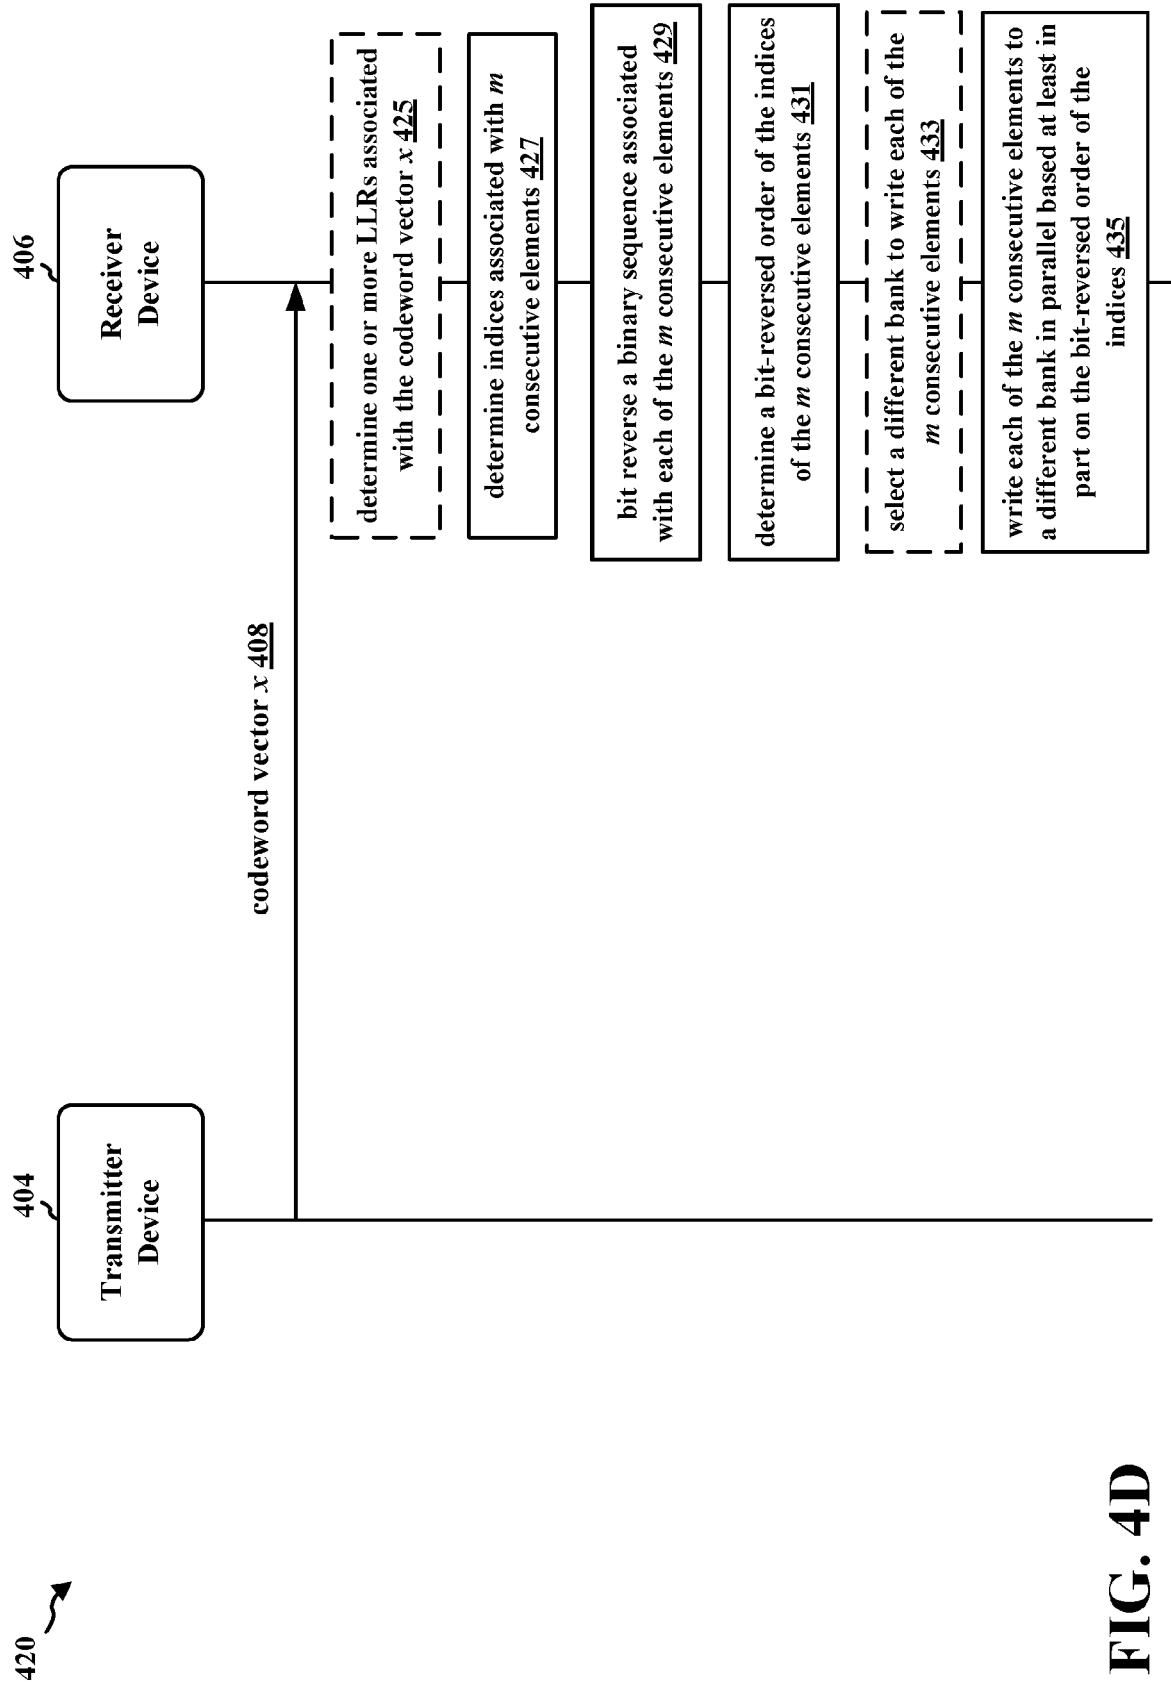 420
404
Transmitter
Device
406
Receiver
Device
codeword vector x 408
determine one or more LLRs associated
with the codeword vector x 425
determine indices associated with m
consecutive elements 427
bit reverse a binary sequence associated
with each of the m consecutive elements 429
determine a bit-reversed order of the indices
of the m consecutive elements 431
select a different bank to write each of the
m consecutive elements 433
write each of the m consecutive elements to
a different bank in parallel based at least in
part on the bit-reversed order of the
indices 435
FIG. 4D